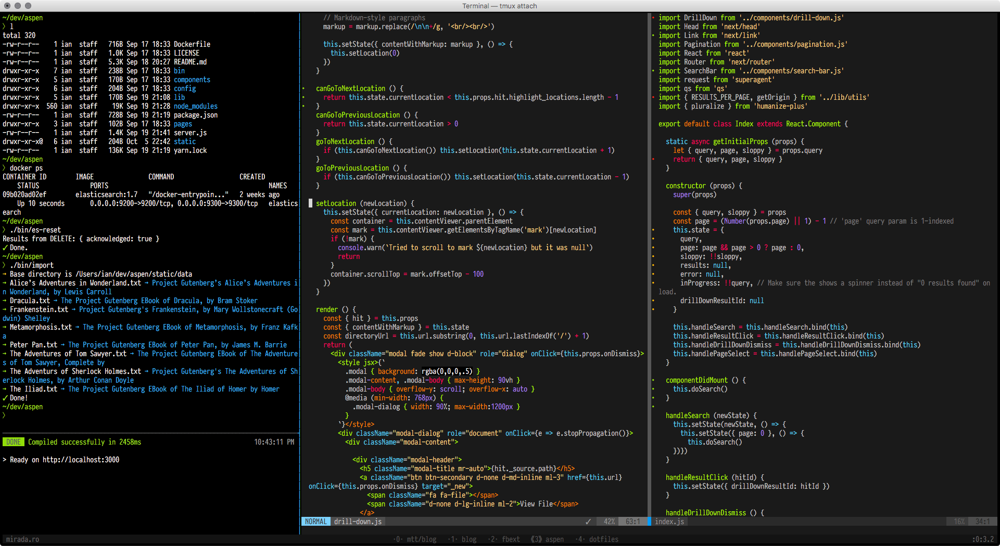 Terminal — tmux attach
~/dev/aspen
〉 l
total 320
-rw-r--r--    1 ian  staff   716B Sep 17 18:33 Dockerfile
-rw-r--r--    1 ian  staff   1.0K Sep 17 18:33 LICENSE
-rw-r--r--    1 ian  staff   5.3K Sep 18 20:27 README.md
drwxr-xr-x    7 ian  staff   238B Sep 17 18:33 bin
drwxr-xr-x    5 ian  staff   170B Sep 17 18:33 components
drwxr-xr-x    6 ian  staff   204B Sep 17 18:33 config
drwxr-xr-x    5 ian  staff   170B Sep 19 21:08 lib
drwxr-xr-x  560 ian  staff    19K Sep 19 21:28 node_modules
-rw-r--r--    1 ian  staff   728B Sep 19 21:19 package.json
drwxr-xr-x    3 ian  staff   102B Sep 17 18:33 pages
-rw-r--r--    1 ian  staff   1.4K Sep 19 21:41 server.js
drwxr-xr-x@   6 ian  staff   204B Oct  5 22:42 static
-rw-r--r--    1 ian  staff   136K Sep 19 21:19 yarn.lock
~/dev/aspen
〉 docker ps
CONTAINER ID        IMAGE               COMMAND                  CREATED
    STATUS              PORTS                                            NAMES
09b020ad02ef        elasticsearch:1.7   "/docker-entrypoin..."   2 weeks ago
    Up 10 seconds       0.0.0.0:9200->9200/tcp, 0.0.0.0:9300->9300/tcp   elastics
earch
~/dev/aspen
〉 ./bin/es-reset
Results from DELETE: { acknowledged: true }
✓ Done.
~/dev/aspen
〉 ./bin/import
→ Base directory is /Users/ian/dev/aspen/static/data
→ Alice's Adventures in Wonderland.txt → Project Gutenberg's Alice's Adventures i
n Wonderland, by Lewis Carroll
→ Dracula.txt → The Project Gutenberg EBook of Dracula, by Bram Stoker
→ Frankenstein.txt → Project Gutenberg's Frankenstein, by Mary Wollstonecraft (Go
dwin) Shelley
→ Metamorphosis.txt → The Project Gutenberg EBook of Metamorphosis, by Franz Kafk
a
→ Peter Pan.txt → The Project Gutenberg EBook of Peter Pan, by James M. Barrie
→ The Adventures of Tom Sawyer.txt → The Project Gutenberg EBook of The Adventure
s of Tom Sawyer, Complete by
→ The Adventurs of Sherlock Holmes.txt → Project Gutenberg's The Adventures of Sh
erlock Holmes, by Arthur Conan Doyle
→ The Iliad.txt → The Project Gutenberg EBook of The Iliad of Homer by Homer
✓ Done!
~/dev/aspen
〉
DONE  Compiled successfully in 2458ms    10:43:11 PM
> Ready on http://localhost:3000
// Markdown-style paragraphs
markup = markup.replace(/\n\n+/g, '<br/><br/>')
this.setState({ contentWithMarkup: markup }, () => {
this.setLocation(0)
})
}
canGoToNextLocation () {
return this.state.currentLocation < this.props.hit.highlight_locations.length - 1
}
canGoToPreviousLocation () {
return this.state.currentLocation > 0
}
goToNextLocation () {
if (this.canGoToNextLocation()) this.setLocation(this.state.currentLocation + 1)
}
goToPreviousLocation () {
if (this.canGoToPreviousLocation()) this.setLocation(this.state.currentLocation - 1)
}
setLocation (newLocation) {
this.setState({ currentLocation: newLocation }, () => {
const container = this.contentViewer.parentElement
const mark = this.contentViewer.getElementsByTagName('mark')[newLocation]
if (!mark) {
console.warn(`Tried to scroll to mark ${newLocation} but it was null`)
return
}
container.scrollTop = mark.offsetTop - 100
})
}
render () {
const { hit } = this.props
const { contentWithMarkup } = this.state
const directoryUrl = this.url.substring(0, this.url.lastIndexOf('/') + 1)
return (
<div className="modal fade show d-block" role="dialog" onClick={this.props.onDismiss}>
<style jsx>{`
.modal { background: rgba(0,0,0,.5) }
.modal-content, .modal-body { max-height: 90vh }
.modal-body { overflow-y: scroll; overflow-x: auto }
@media (min-width: 768px) {
.modal-dialog { width: 90%; max-width:1200px }
}
`}</style>
<div className="modal-dialog" role="document" onClick={e => e.stopPropagation()}>
<div className="modal-content">
<div className="modal-header">
<h5 className="modal-title mr-auto">{hit._source.path}</h5>
<a className="btn btn-secondary d-none d-md-inline ml-3" href={this.url}
onClick={this.props.onDismiss} target="_new">
<span className="fa fa-file"></span>
<span className="d-none d-lg-inline ml-2">View File</span>
</a>
NORMAL  drill-down.js  ✓  42%  63:1
import DrillDown from '../components/drill-down.js'
import Head from 'next/head'
import Link from 'next/link'
import Pagination from '../components/pagination.js'
import React from 'react'
import Router from 'next/router'
import SearchBar from '../components/search-bar.js'
import request from 'superagent'
import qs from 'qs'
import { RESULTS_PER_PAGE, getOrigin } from '../lib/utils'
import { pluralize } from 'humanize-plus'
export default class Index extends React.Component {
static async getInitialProps (props) {
let { query, page, sloppy } = props.query
return { query, page, sloppy }
}
constructor (props) {
super(props)
const { query, sloppy } = props
const page = (Number(props.page) || 1) - 1 // 'page' query param is 1-indexed
this.state = {
query,
page: page && page > 0 ? page : 0,
sloppy: !!sloppy,
results: null,
error: null,
inProgress: !!query, // Make sure the shows a spinner instead of "0 results found" on
load.
drillDownResultId: null
}
this.handleSearch = this.handleSearch.bind(this)
this.handleResultClick = this.handleResultClick.bind(this)
this.handleDrillDownDismiss = this.handleDrillDownDismiss.bind(this)
this.handlePageSelect = this.handlePageSelect.bind(this)
}
componentDidMount () {
this.doSearch()
}
handleSearch (newState) {
this.setState(newState, () => {
this.setState({ page: 0 }, () => {
this.doSearch()
})})
}
handleResultClick (hitId) {
this.setState({ drillDownResultId: hitId })
}
handleDrillDownDismiss () {
index.js  16%  34:1
mirada.ro  ·0· mtt/blog  ·1· blog  ·2· fbext  《3》 aspen  ·4· dotfiles  :0:3.2